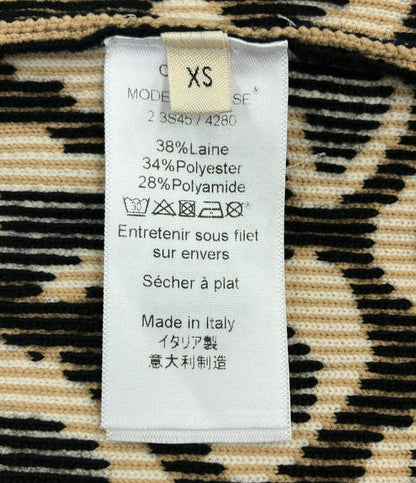 XS
2 3S45 / 4280
38%Laine
34%Polyester
28%Polyamide
30
Entretenir sous filet
sur envers
Sécher à plat
Made in Italy
イタリア製
意大利制造